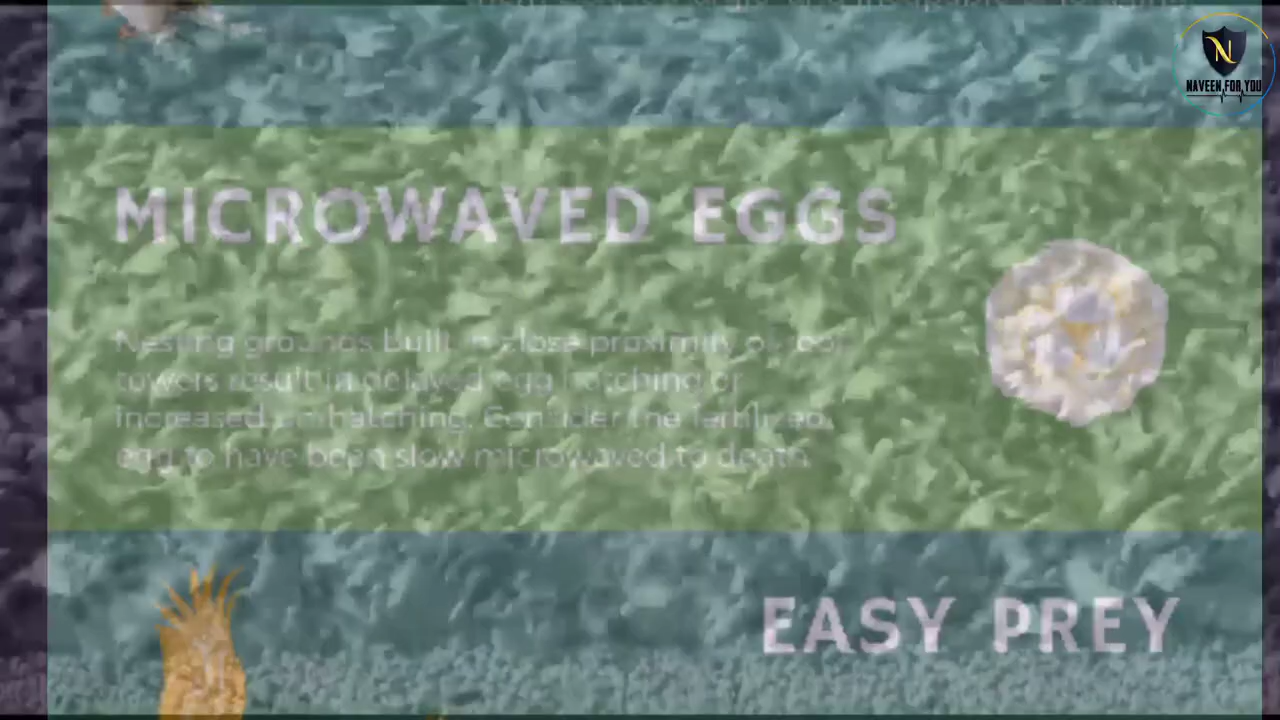 N
NAVEEN FOR YOU
MICROWAVED EGGS
Nesting grounds built in close proximity of
towers result in delayed egg hatching or
increased hatching. Consider the fertilized
egg to have been slow microwaved to death
EASY PREY